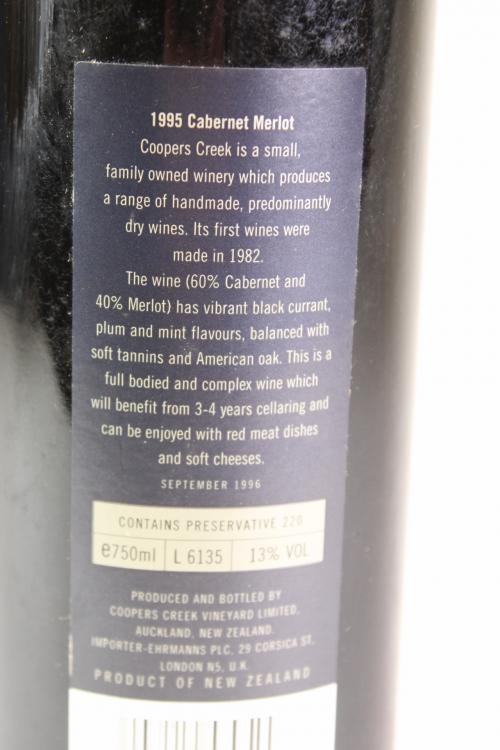 1995 Cabernet Merlot
Coopers Creek is a small,
family owned winery which produces
a range of handmade, predominantly
dry wines. Its first wines were
made in 1982.
The wine (60% Cabernet and
40% Merlot) has vibrant black currant,
plum and mint flavours, balanced with
soft tannins and American oak. This is a
full bodied and complex wine which
will benefit from 3-4 years cellaring and
can be enjoyed with red meat dishes
and soft cheeses.
SEPTEMBER 1996
CONTAINS PRESERVATIVE 220
e750ml L 6135 13% VOL
PRODUCED AND BOTTLED BY
COOPERS CREEK VINEYARD LIMITED,
AUCKLAND, NEW ZEALAND.
IMPORTER-EHRMANNS PLC, 29 CORSICA ST,
LONDON N5, U.K.
PRODUCT OF NEW ZEALAND